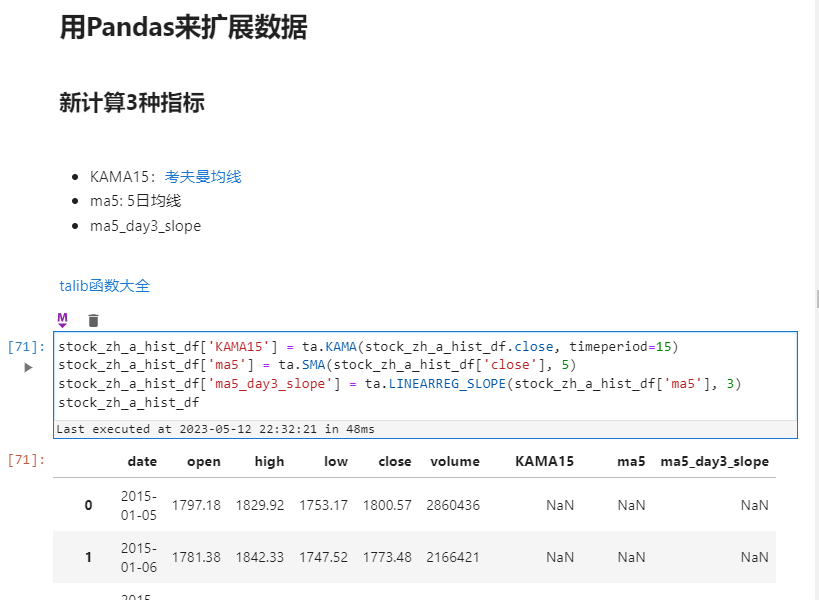 用Pandas来扩展数据
新计算3种指标
KAMA15：考夫曼均线
ma5: 5日均线
ma5_day3_slope
talib函数大全
M
[71]: stock_zh_a_hist_df['KAMA15'] = ta.KAMA(stock_zh_a_hist_df.close, timeperiod=15)
stock_zh_a_hist_df['ma5'] = ta.SMA(stock_zh_a_hist_df['close'], 5)
stock_zh_a_hist_df['ma5_day3_slope'] = ta.LINEARREG_SLOPE(stock_zh_a_hist_df['ma5'], 3)
stock_zh_a_hist_df
Last executed at 2023-05-12 22:32:21 in 48ms
[71]: date open high low close volume KAMA15 ma5 ma5_day3_slope
0 2015-01-05 1797.18 1829.92 1753.17 1800.57 2860436 NaN NaN NaN
1 2015-01-06 1781.38 1842.33 1747.52 1773.48 2166421 NaN NaN NaN
2015-